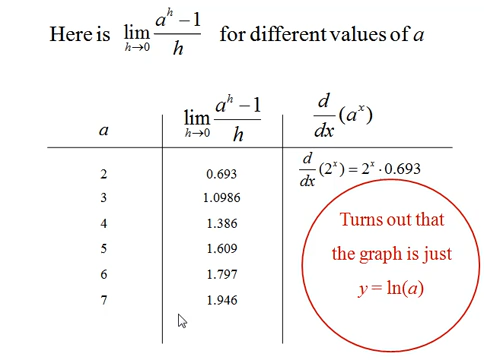 Here is lim h→0 (a^h − 1)/h for different values of a
a lim h→0 (a^h − 1)/h d/dx (a^x)
2 0.693 d/dx (2^x) = 2^x · 0.693
3 1.0986
4 1.386
5 1.609
6 1.797
7 1.946
Turns out that
the graph is just
y = ln(a)